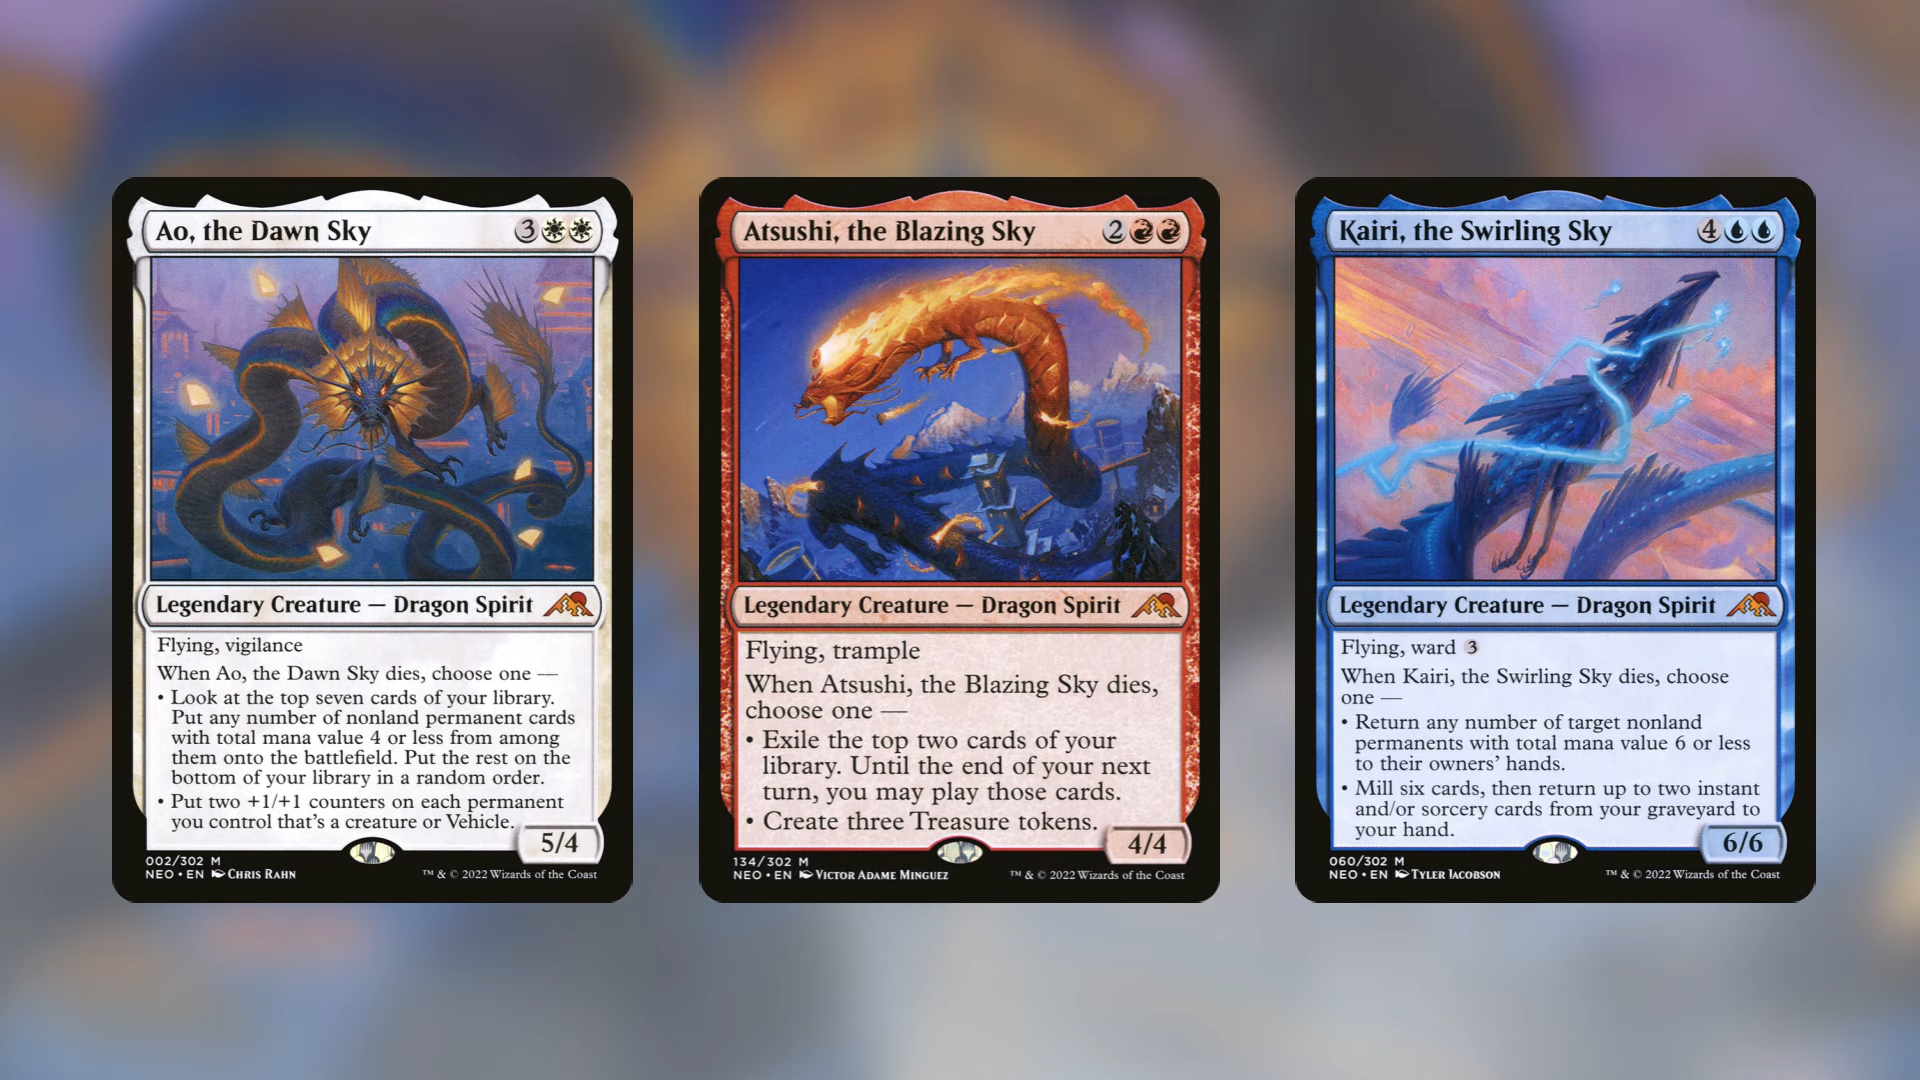 Ao, the Dawn Sky 3
Legendary Creature — Dragon Spirit
Flying, vigilance
When Ao, the Dawn Sky dies, choose one —
• Look at the top seven cards of your library.
Put any number of nonland permanent cards
with total mana value 4 or less from among
them onto the battlefield. Put the rest on the
bottom of your library in a random order.
• Put two +1/+1 counters on each permanent
you control that's a creature or Vehicle.
5/4
002/302 M
NEO • EN Chris Rahn
™ & © 2022 Wizards of the Coast
Atsushi, the Blazing Sky 2
Legendary Creature — Dragon Spirit
Flying, trample
When Atsushi, the Blazing Sky dies,
choose one —
• Exile the top two cards of your
library. Until the end of your next
turn, you may play those cards.
• Create three Treasure tokens.
4/4
134/302 M
NEO • EN Victor Adame Minguez
™ & © 2022 Wizards of the Coast
Kairi, the Swirling Sky 4
Legendary Creature — Dragon Spirit
Flying, ward 3
When Kairi, the Swirling Sky dies, choose
one —
• Return any number of target nonland
permanents with total mana value 6 or less
to their owners' hands.
• Mill six cards, then return up to two instant
and/or sorcery cards from your graveyard to
your hand.
6/6
060/302 M
NEO • EN Tyler Jacobson
™ & © 2022 Wizards of the Coast